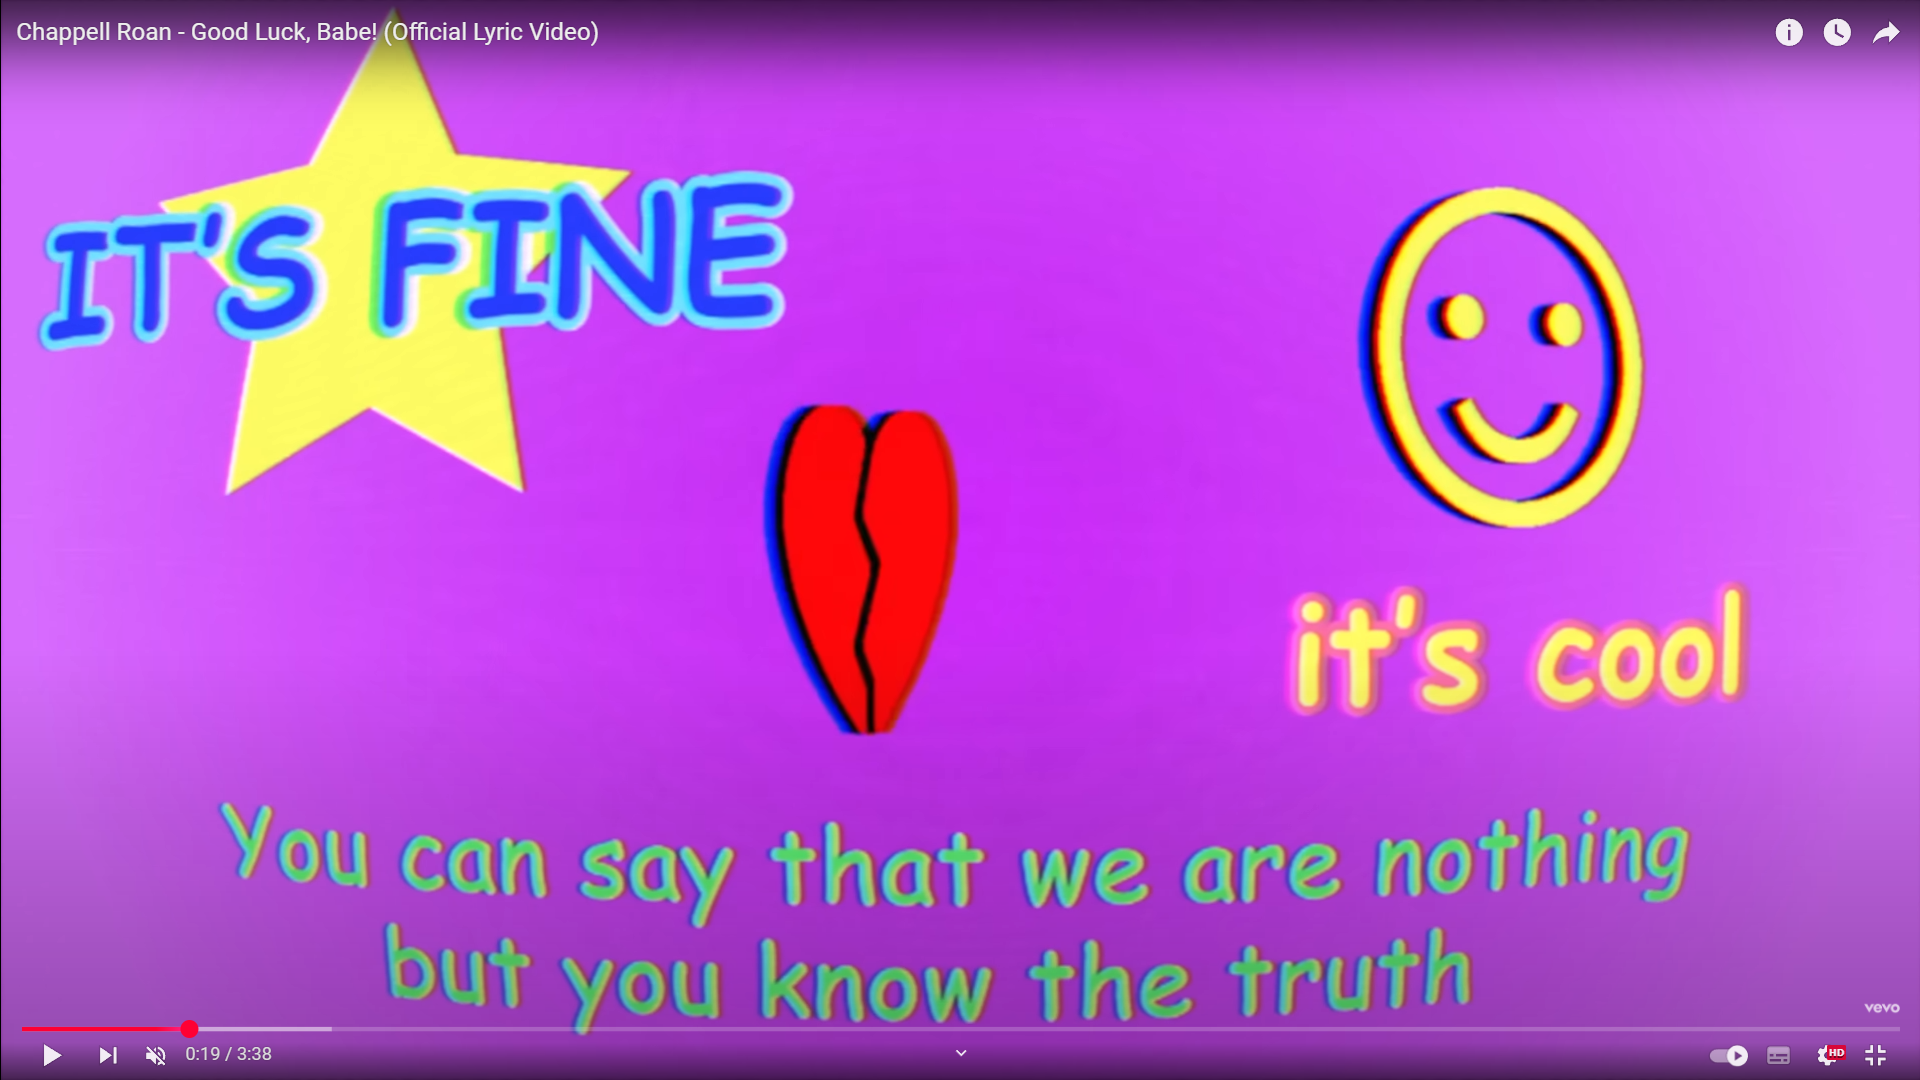 Chappell Roan - Good Luck, Babe! (Official Lyric Video)
IT'S FINE
it's cool
You can say that we are nothing
but you know the truth
vevo
0:19 / 3:38
HD